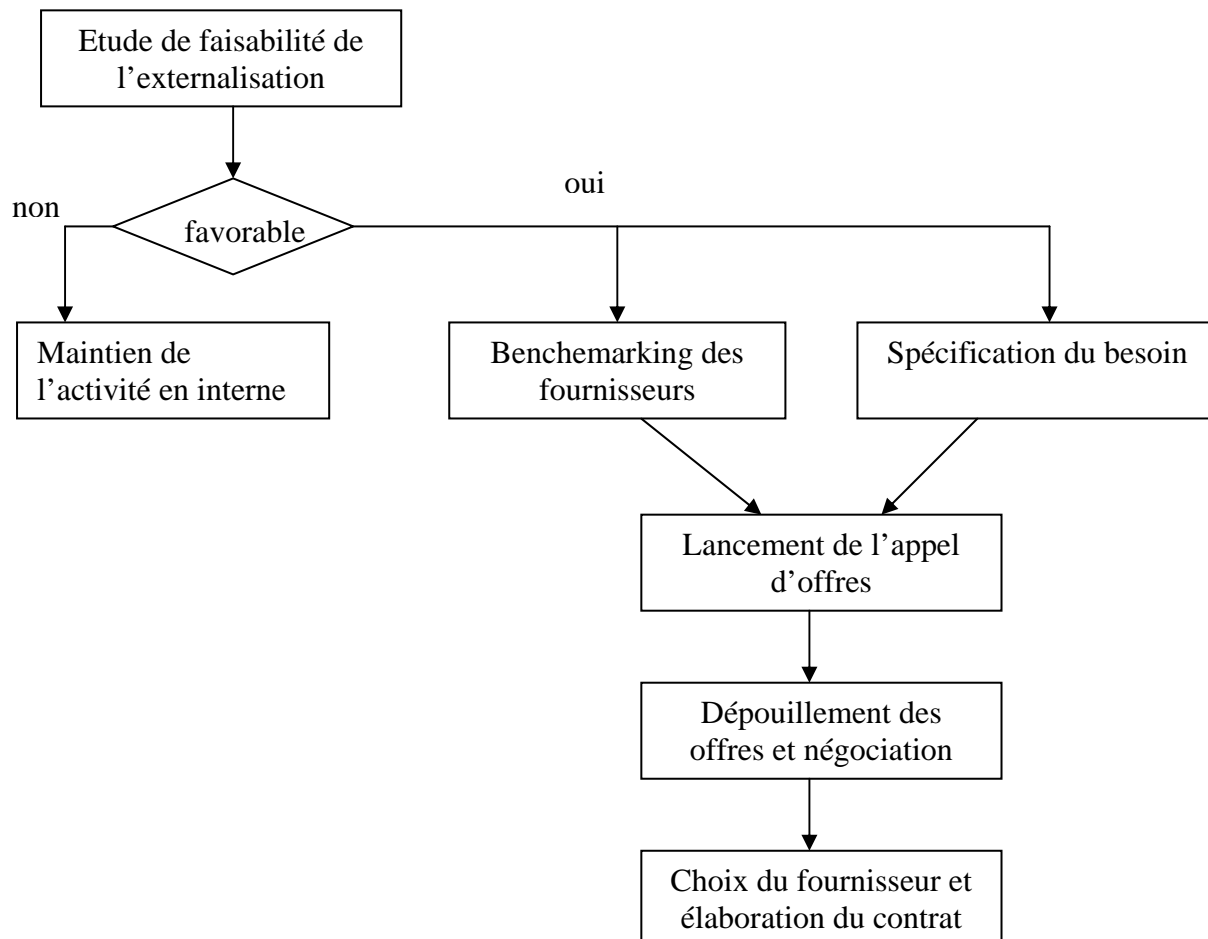 Etude de faisabilité de
l’externalisation
oui
non
favorable
Maintien de
l’activité en interne
Benchemarking des
fournisseurs
Spécification du besoin
Lancement de l’appel
d’offres
Dépouillement des
offres et négociation
Choix du fournisseur et
élaboration du contrat